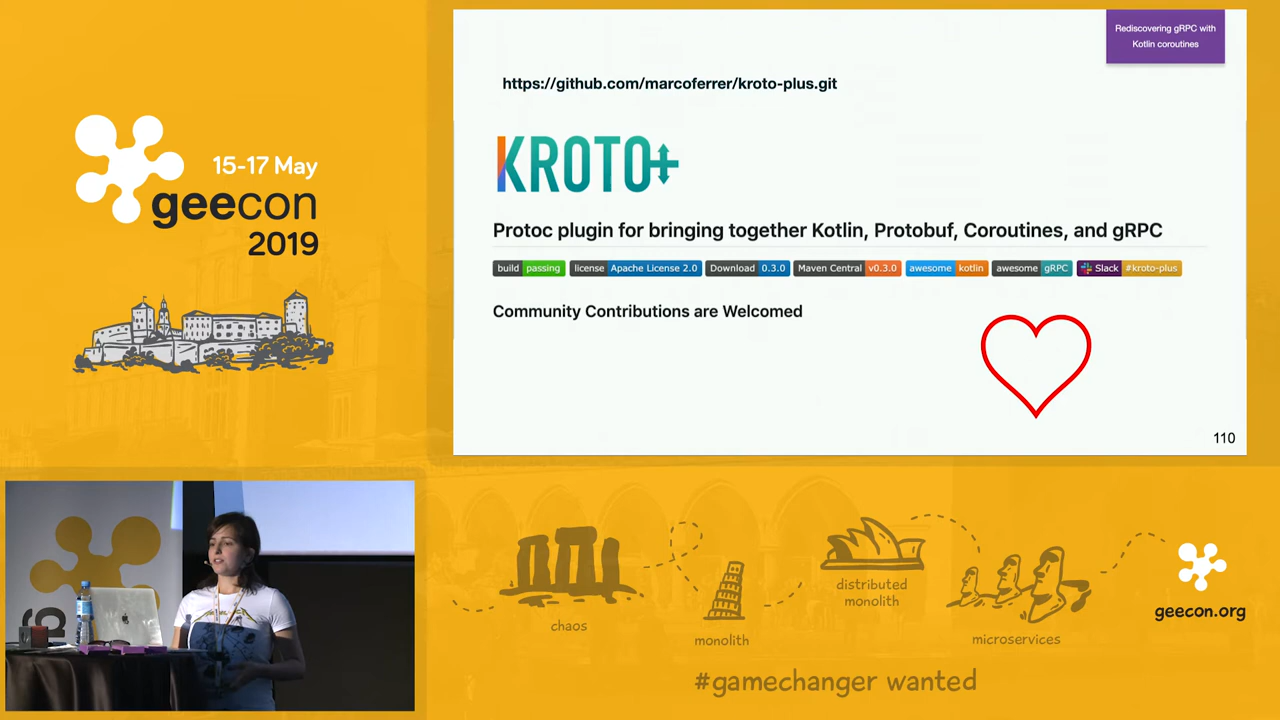 15-17 May
geecon
2019
Rediscovering gRPC with
Kotlin coroutines
https://github.com/marcoferrer/kroto-plus.git
KROTO+
Protoc plugin for bringing together Kotlin, Protobuf, Coroutines, and gRPC
build passing license Apache License 2.0 Download 0.3.0 Maven Central v0.3.0 awesome kotlin awesome gRPC Slack #kroto-plus
Community Contributions are Welcomed
110
chaos
monolith
distributed
monolith
microservices
geecon.org
#gamechanger wanted